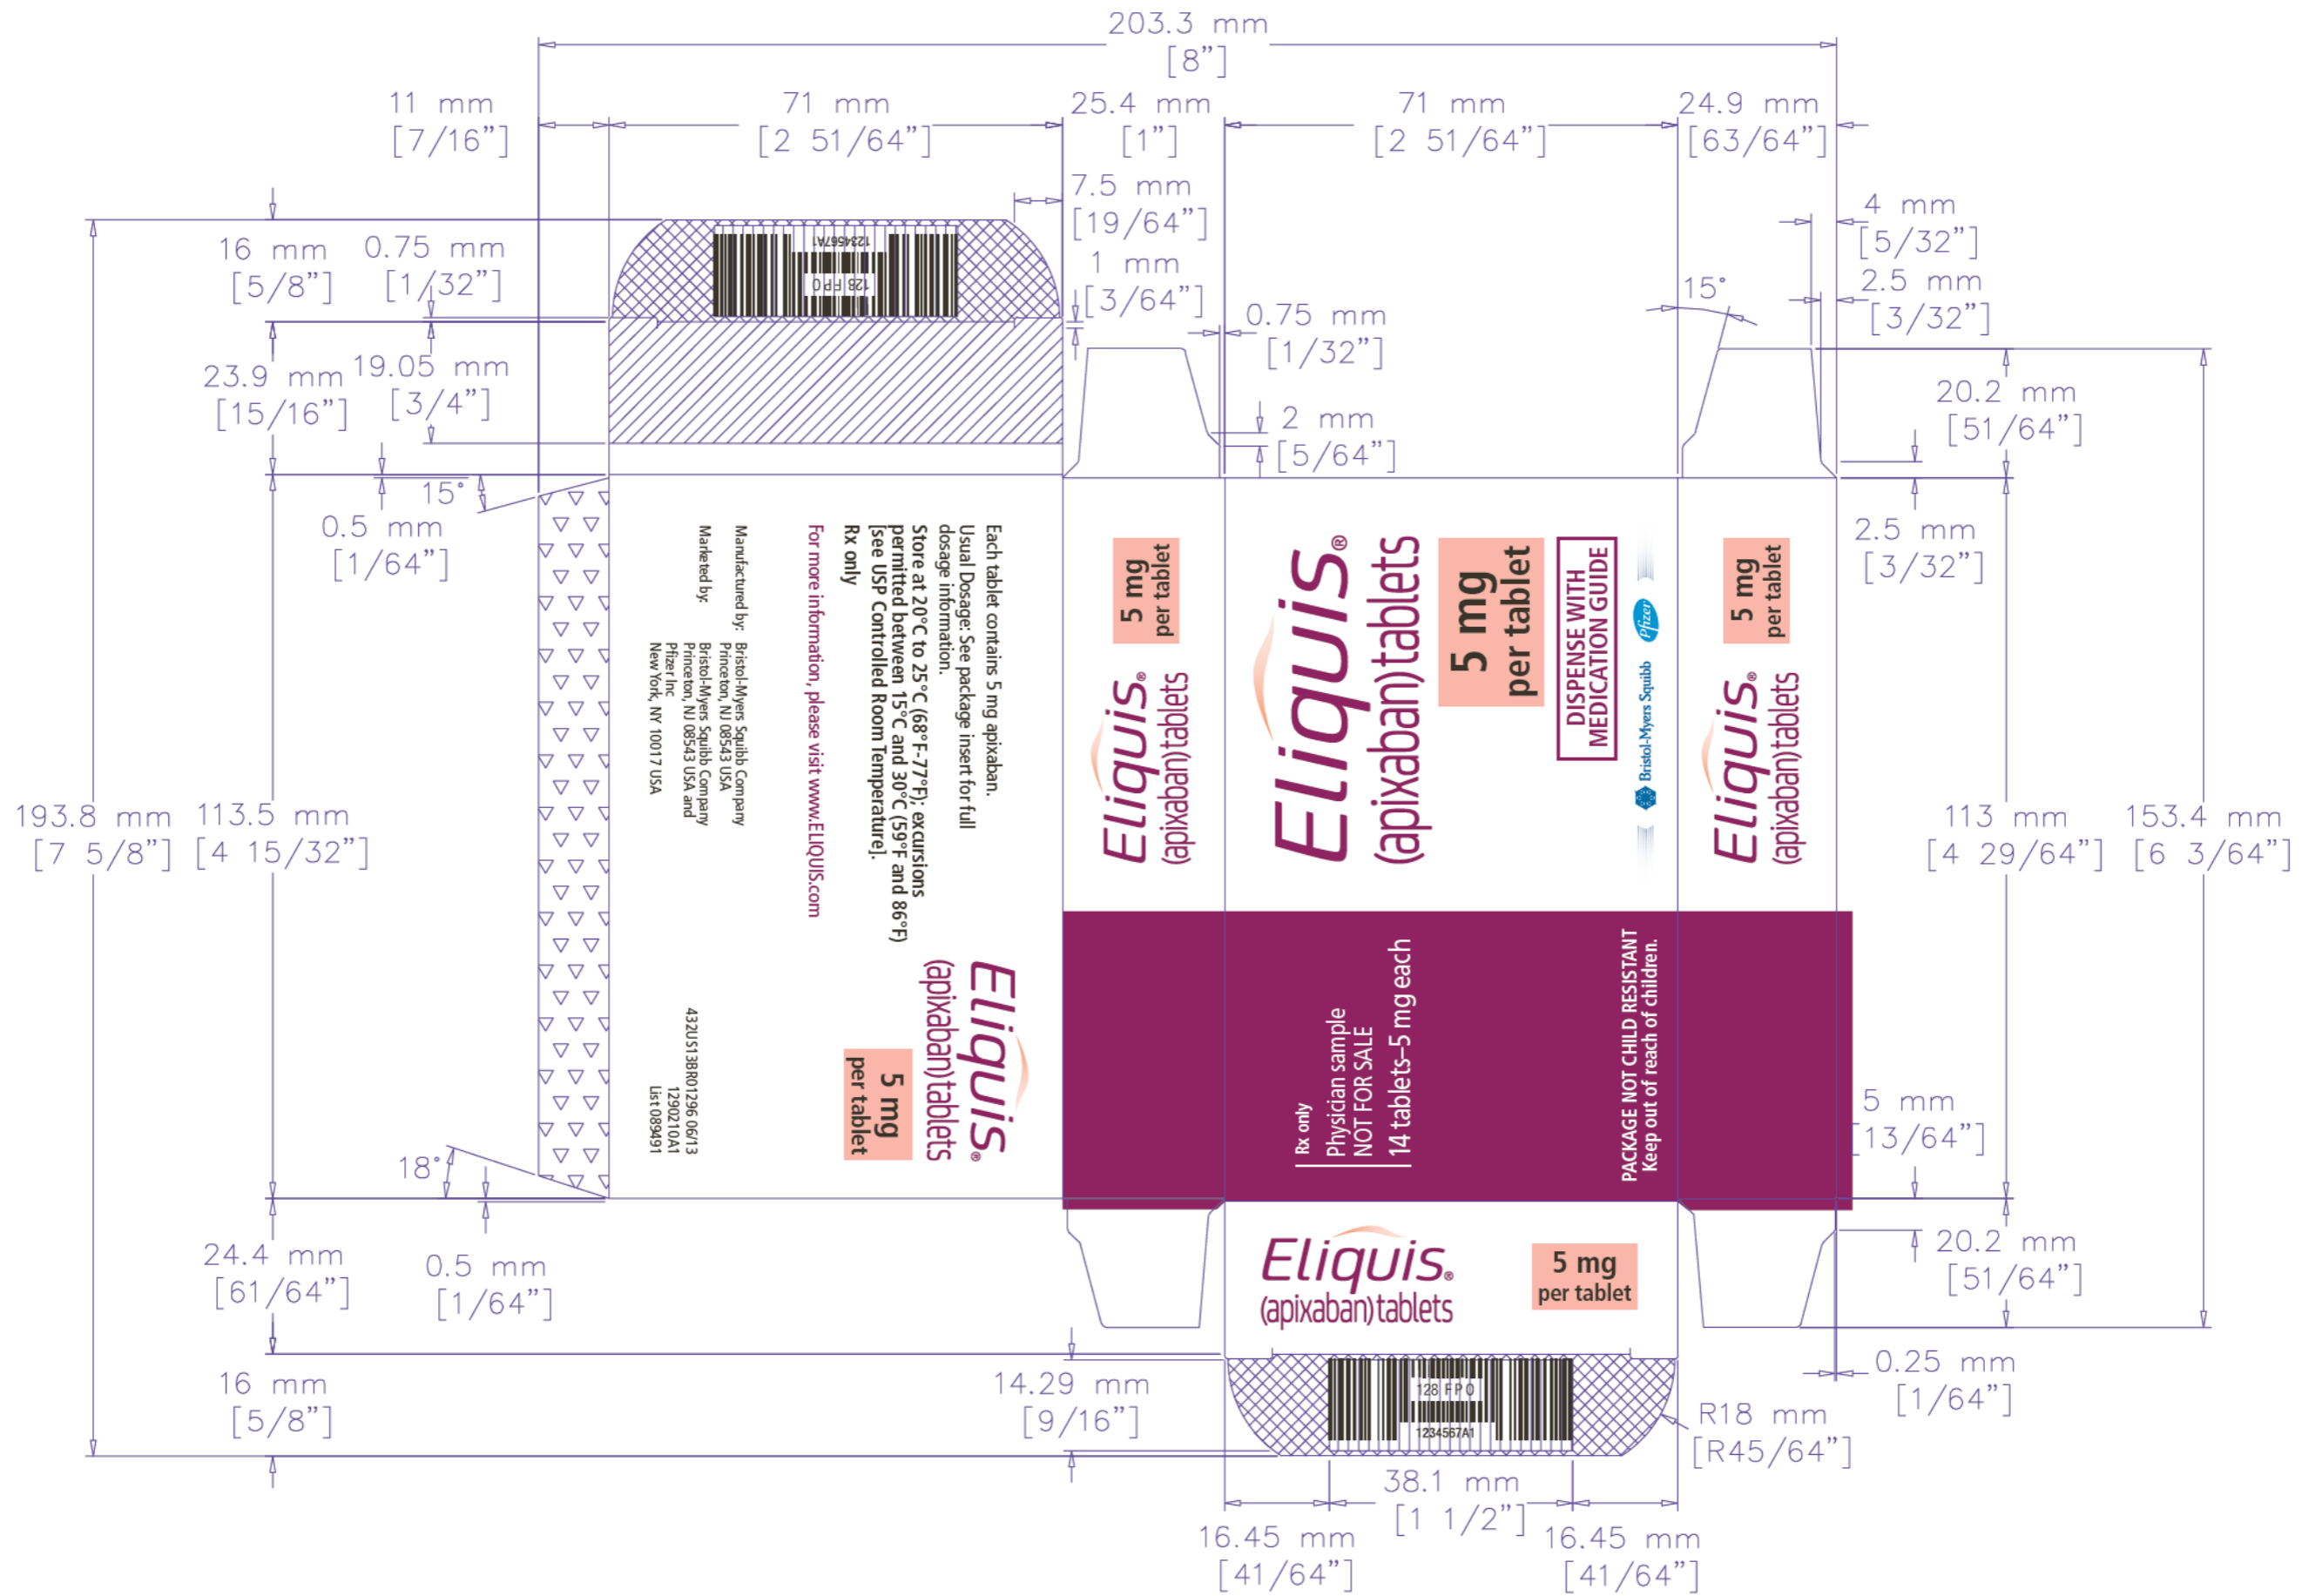 203.3 mm
[8”]
11 mm
[7/16”]
71 mm
[2 51/64”]
25.4 mm
[1”]
71 mm
[2 51/64”]
24.9 mm
[63/64”]
7.5 mm
[19/64”]
4 mm
[5/32”]
16 mm
[5/8”]
0.75 mm
[1/32”]
1 mm
[3/64”]
0.75 mm
[1/32”]
15°
2.5 mm
[3/32”]
1234567A1
128 FPO
23.9 mm
[15/16”]
19.05 mm
[3/4”]
2 mm
[5/64”]
20.2 mm
[51/64”]
15°
0.5 mm
[1/64”]
2.5 mm
[3/32”]
Each tablet contains 5 mg apixaban.
Usual Dosage: See package insert for full
dosage information.
Store at 20°C to 25°C (68°F-77°F); excursions
permitted between 15°C and 30°C (59°F and 86°F)
[see USP Controlled Room Temperature].
Rx only
For more information, please visit www.ELIQUIS.com
Manufactured by: Bristol-Myers Squibb Company
Princeton, NJ 08543 USA
Marketed by: Bristol-Myers Squibb Company
Princeton, NJ 08543 USA and
Pfizer Inc
New York, NY 10017 USA
Eliquis®
(apixaban) tablets
5 mg
per tablet
432US13BR01296 06/13
1290210A1
List 089491
Eliquis®
(apixaban) tablets
5 mg
per tablet
Eliquis®
(apixaban) tablets
5 mg
per tablet
DISPENSE WITH
MEDICATION GUIDE
Bristol-Myers Squibb Pfizer
Rx only
Physician sample
NOT FOR SALE
14 tablets–5 mg each
PACKAGE NOT CHILD RESISTANT
Keep out of reach of children.
Eliquis®
(apixaban) tablets
5 mg
per tablet
193.8 mm
[7 5/8”]
113.5 mm
[4 15/32”]
113 mm
[4 29/64”]
153.4 mm
[6 3/64”]
5 mm
[13/64”]
18°
24.4 mm
[61/64”]
0.5 mm
[1/64”]
Eliquis®
(apixaban) tablets
5 mg
per tablet
20.2 mm
[51/64”]
16 mm
[5/8”]
14.29 mm
[9/16”]
128 FPO
1234567A1
0.25 mm
[1/64”]
R18 mm
[R45/64”]
38.1 mm
[1 1/2”]
16.45 mm
[41/64”]
16.45 mm
[41/64”]